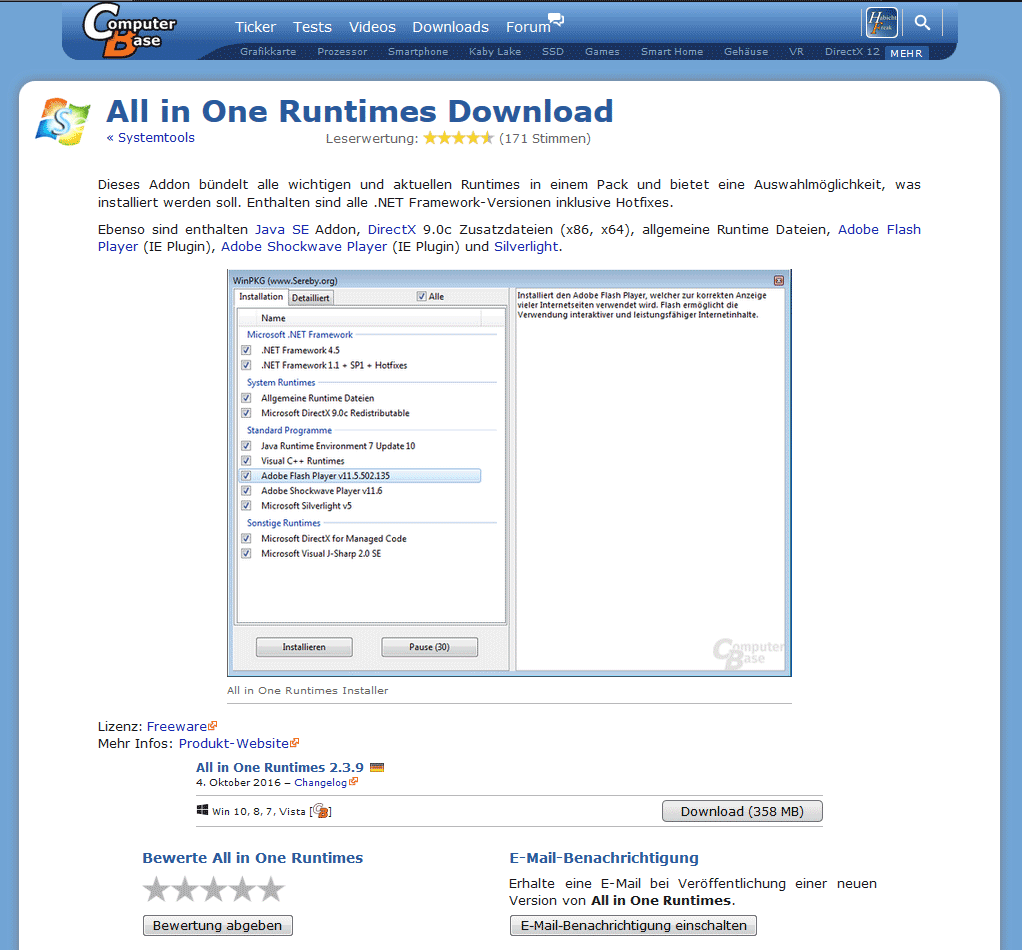 Computer Base
Ticker Tests Videos Downloads Forum
Habicht Freak
Grafikkarte Prozessor Smartphone Kaby Lake SSD Games Smart Home Gehäuse VR DirectX 12 MEHR
All in One Runtimes Download
« Systemtools
Leserwertung: (171 Stimmen)
Dieses Addon bündelt alle wichtigen und aktuellen Runtimes in einem Pack und bietet eine Auswahlmöglichkeit, was
installiert werden soll. Enthalten sind alle .NET Framework-Versionen inklusive Hotfixes.
Ebenso sind enthalten Java SE Addon, DirectX 9.0c Zusatzdateien (x86, x64), allgemeine Runtime Dateien, Adobe Flash
Player (IE Plugin), Adobe Shockwave Player (IE Plugin) und Silverlight.
WinPKG (www.Sereby.org)
Installation Detailliert Alle
Name
Microsoft .NET Framework
.NET Framework 4.5
.NET Framework 1.1 + SP1 + Hotfixes
System Runtimes
Allgemeine Runtime Dateien
Microsoft DirectX 9.0c Redistributable
Standard Programme
Java Runtime Environment 7 Update 10
Visual C++ Runtimes
Adobe Flash Player v11.5.502.135
Adobe Shockwave Player v11.6
Microsoft Silverlight v5
Sonstige Runtimes
Microsoft DirectX for Managed Code
Microsoft Visual J-Sharp 2.0 SE
Installieren Pause (30)
Installiert den Adobe Flash Player, welcher zur korrekten Anzeige
vieler Internetseiten verwendet wird. Flash ermöglicht die
Verwendung interaktiver und leistungsfähiger Internetinhalte.
Computer Base
All in One Runtimes Installer
Lizenz: Freeware
Mehr Infos: Produkt-Website
All in One Runtimes 2.3.9
4. Oktober 2016 – Changelog
Win 10, 8, 7, Vista [CB]
Download (358 MB)
Bewerte All in One Runtimes
Bewertung abgeben
E-Mail-Benachrichtigung
Erhalte eine E-Mail bei Veröffentlichung einer neuen
Version von All in One Runtimes.
E-Mail-Benachrichtigung einschalten